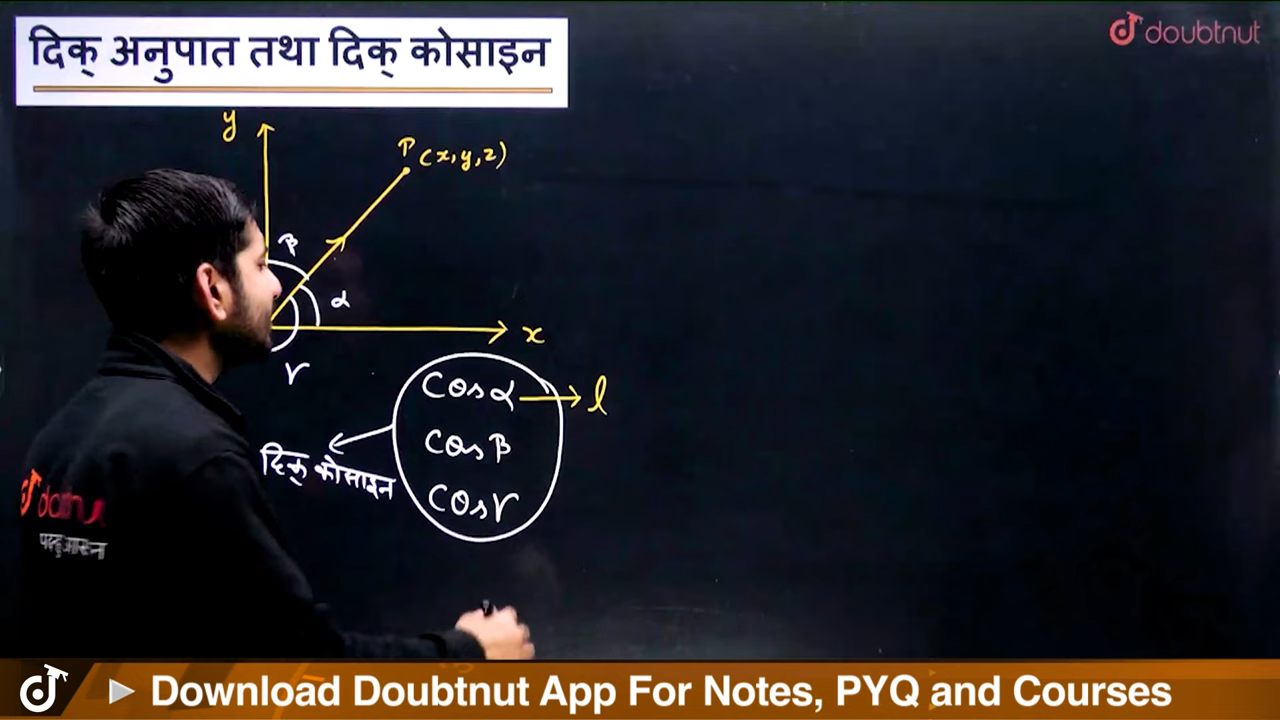 दिक् अनुपात तथा दिक् कोसाइन
doubtnut
y
P (x, y, z)
β
α
x
γ
cosα → l
cosβ
दिक् कोसाइन
cosγ
Download Doubtnut App For Notes, PYQ and Courses